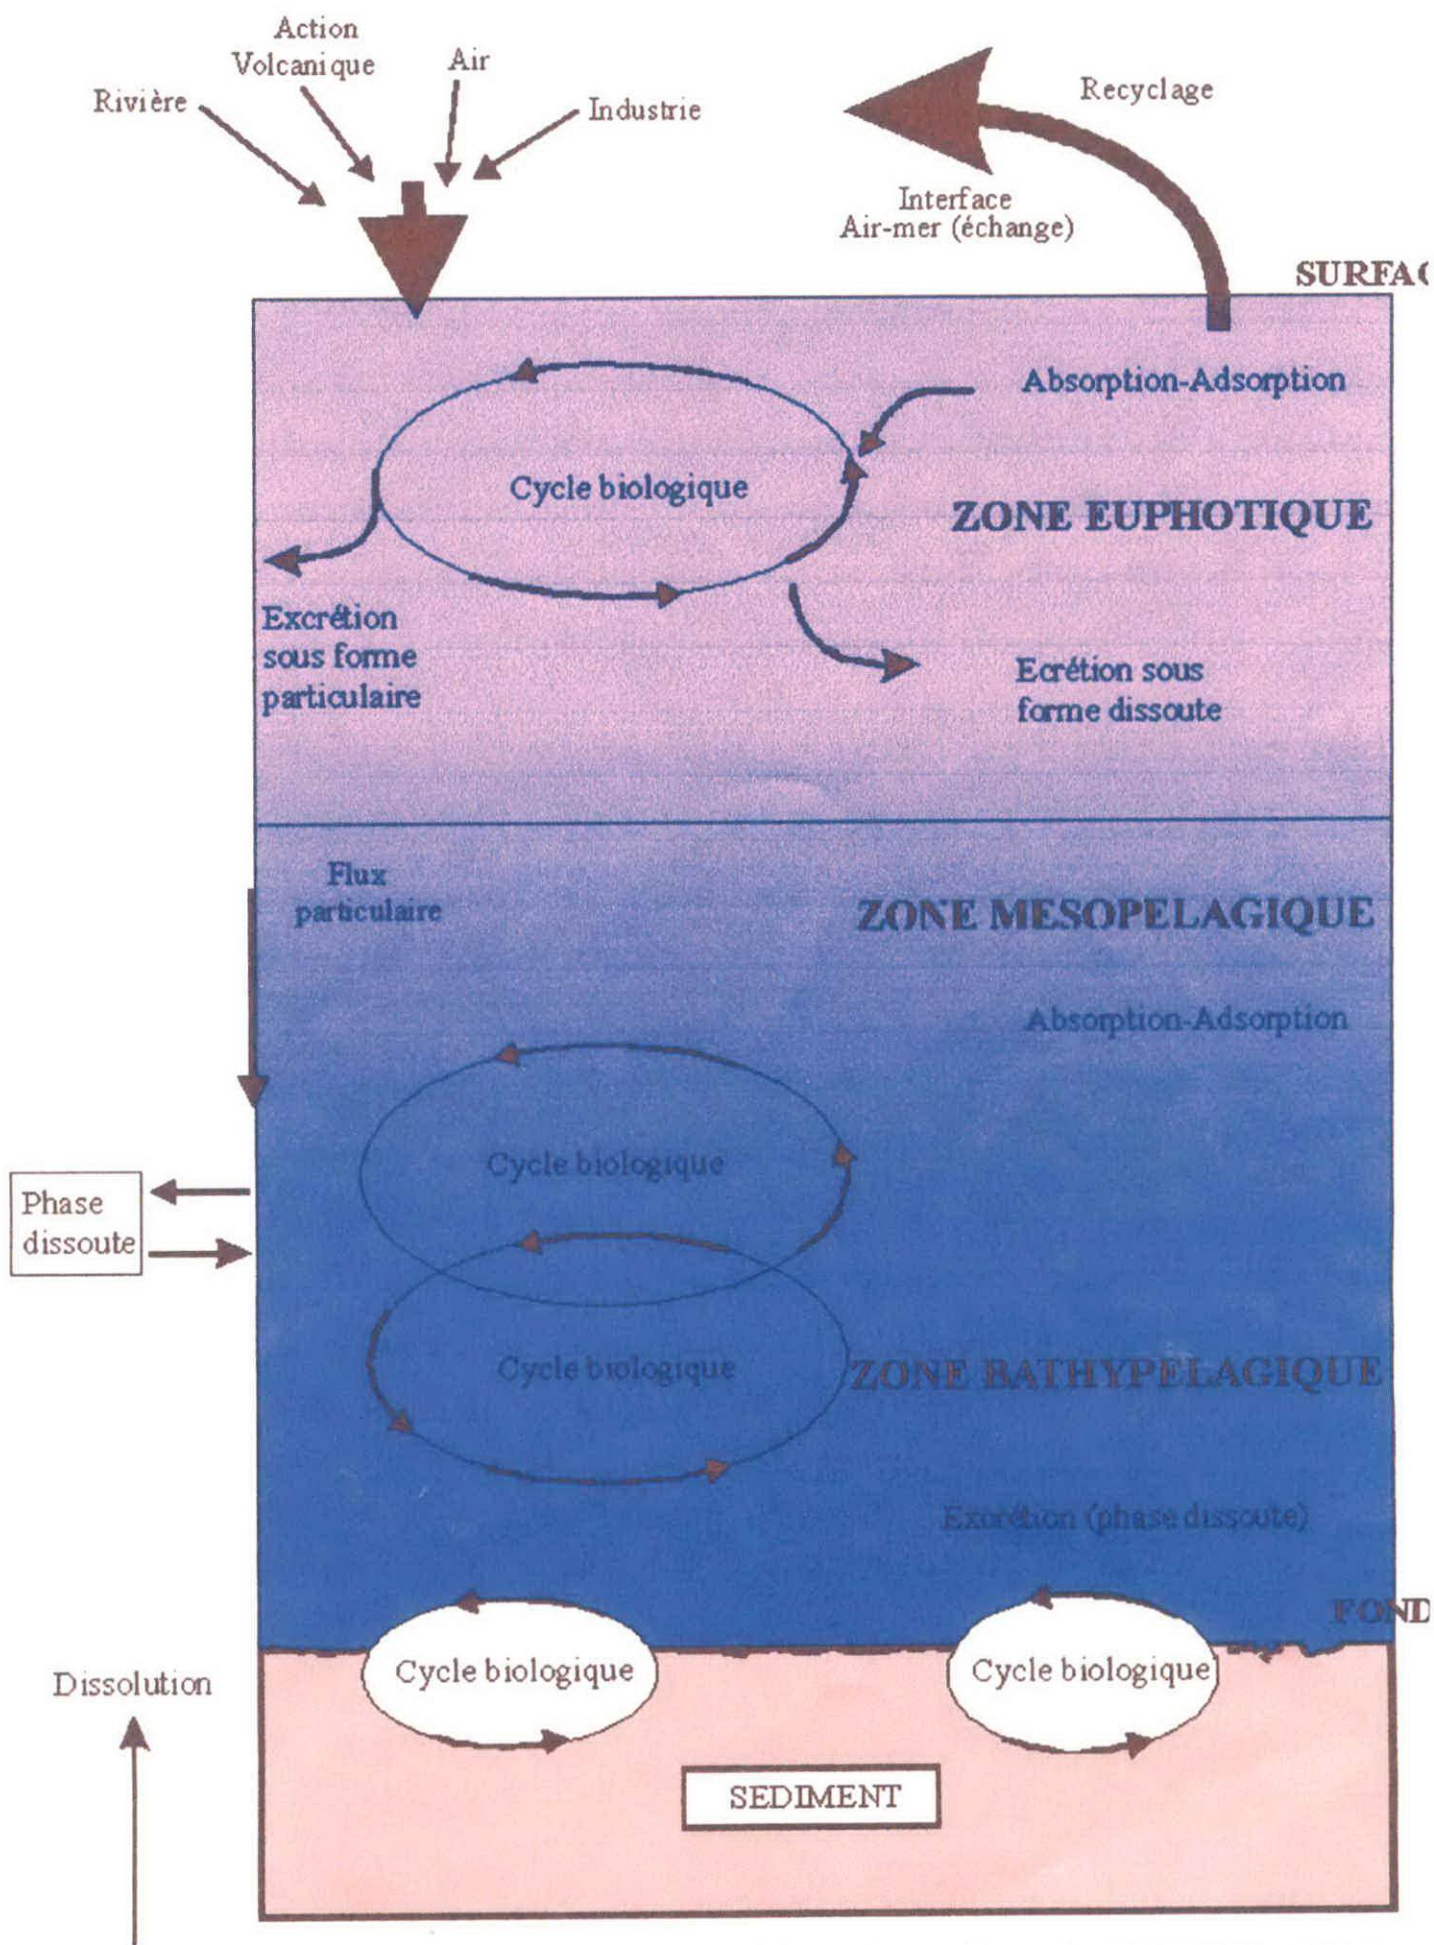 Action
Volcanique
Air
Rivière
Industrie
Recyclage
Interface
Air-mer (échange)
SURFAC
Absorption-Adsorption
Cycle biologique
ZONE EUPHOTIQUE
Excrétion
sous forme
particulaire
Ecrétion sous
forme dissoute
Flux
particulaire
ZONE MESOPELAGIQUE
Absorption-Adsorption
Cycle biologique
Phase
dissoute
Cycle biologique
ZONE BATHYPELAGIQUE
Excrétion (phase dissoute)
FOND
Cycle biologique
Cycle biologique
Dissolution
SEDIMENT